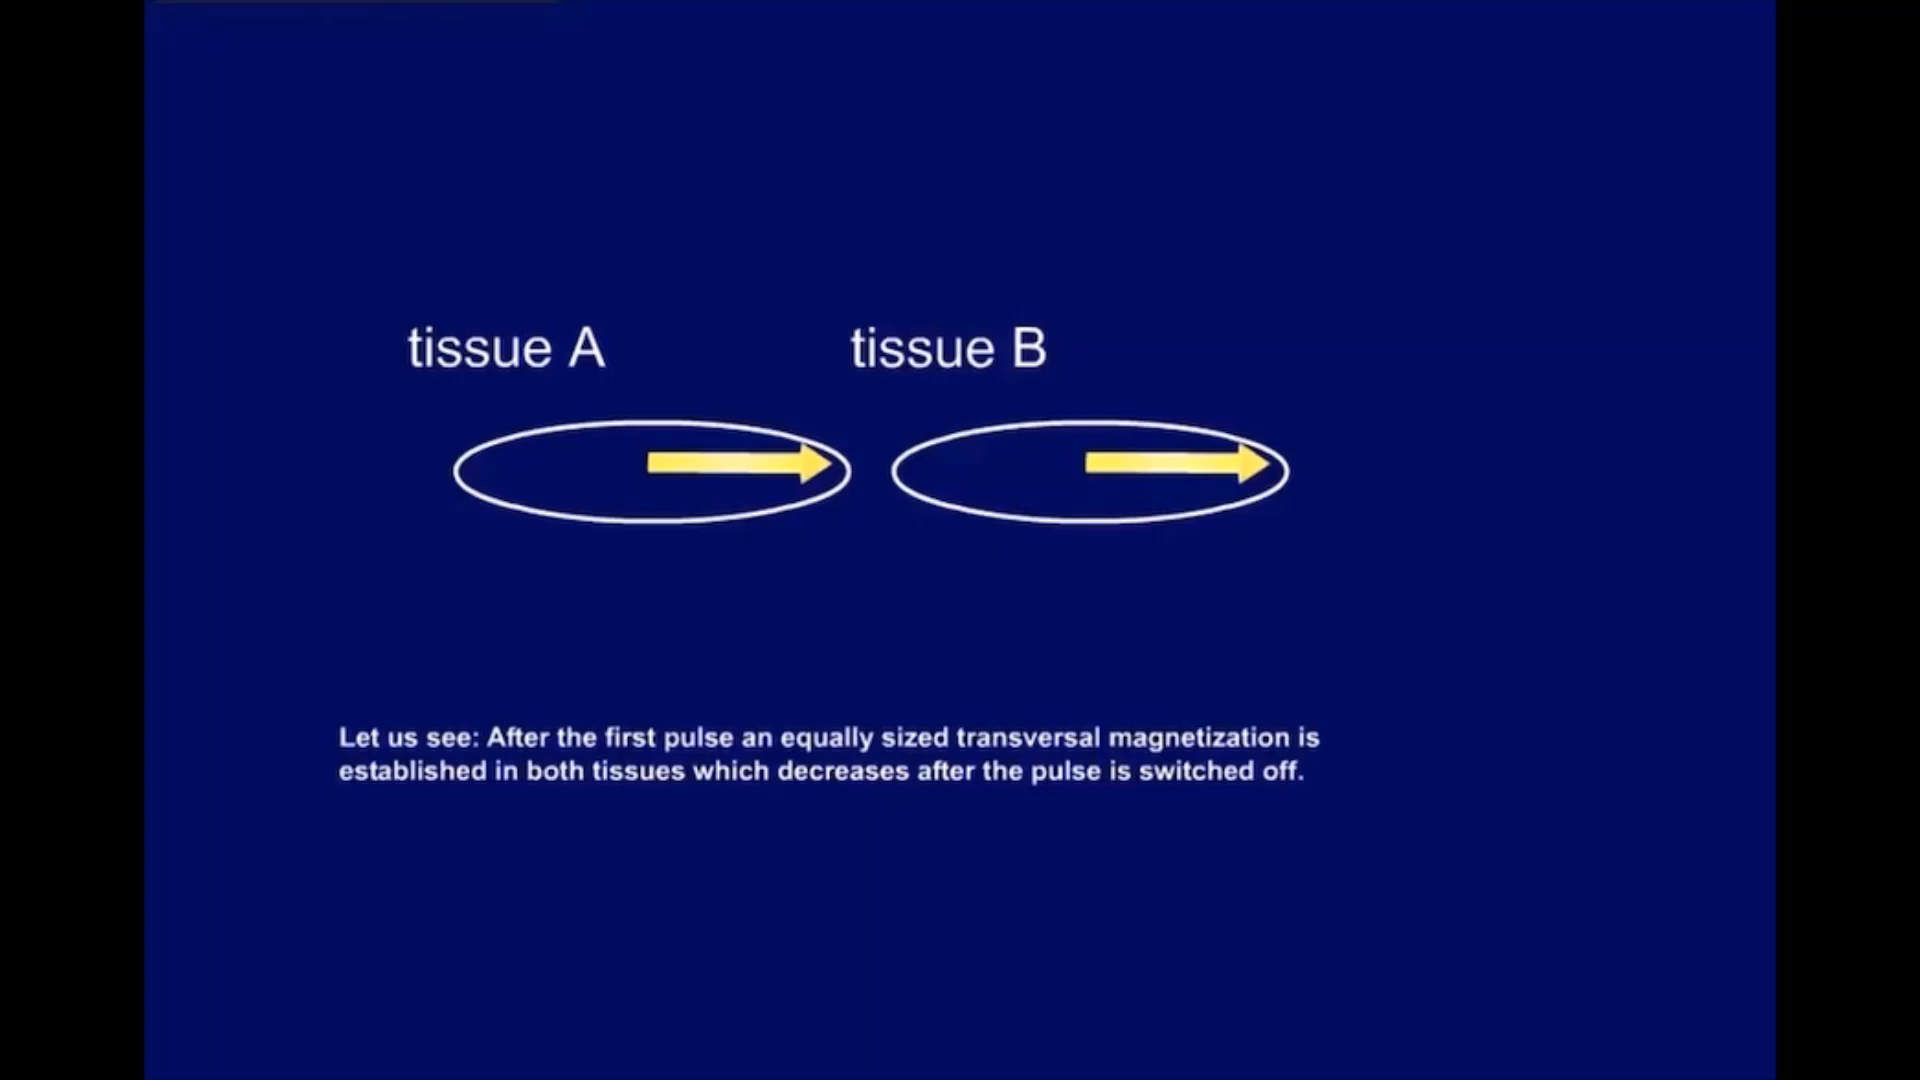 tissue A tissue B
Let us see: After the first pulse an equally sized transversal magnetization is
established in both tissues which decreases after the pulse is switched off.